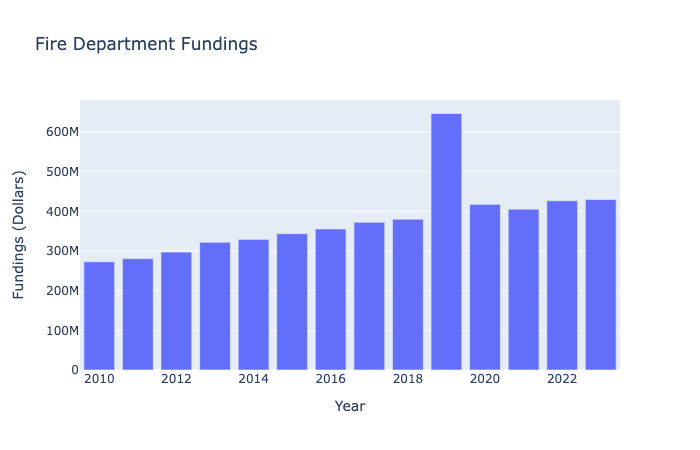 Fire Department Fundings
600M
500M
400M
300M
200M
100M
0
Fundings (Dollars)
2010 2012 2014 2016 2018 2020 2022
Year